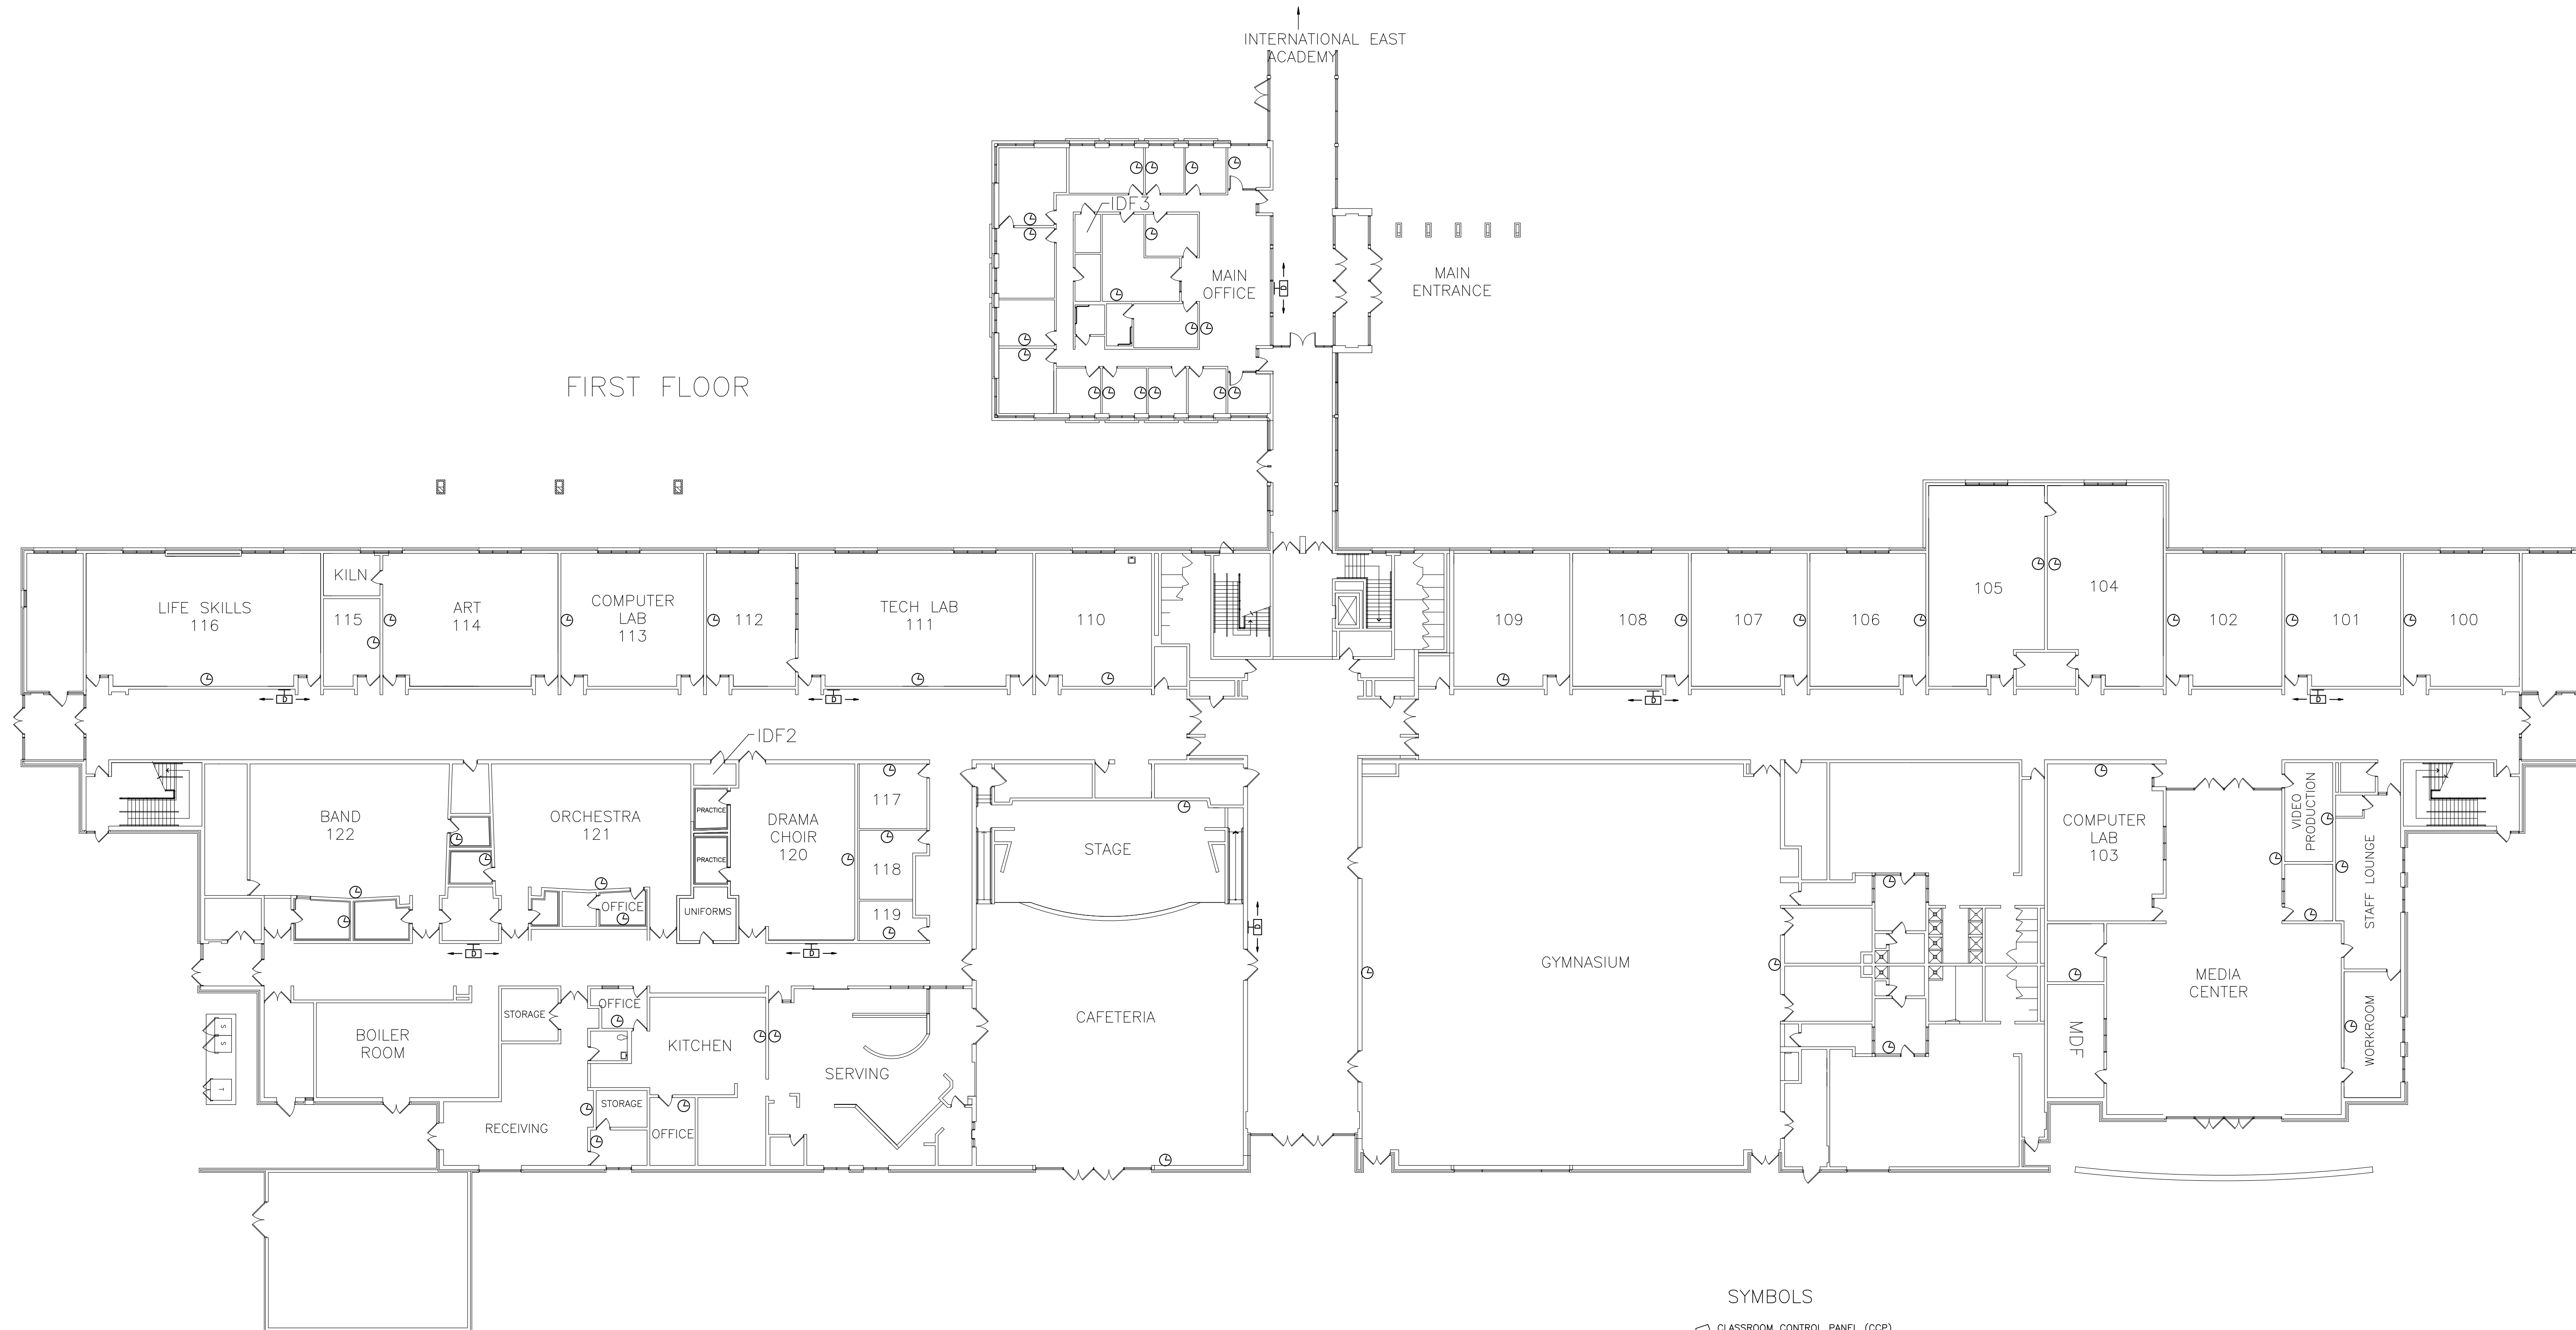 INTERNATIONAL EAST
ACADEMY
IDF3
MAIN
OFFICE
D
MAIN
ENTRANCE
FIRST FLOOR
KILN
LIFE SKILLS
116
115
ART
114
COMPUTER
LAB
113
112
TECH LAB
111
110
109
108
107
106
105
104
102
101
100
D
D
D
D
IDF2
BAND
122
ORCHESTRA
121
PRACTICE
PRACTICE
DRAMA
CHOIR
120
117
118
119
OFFICE
UNIFORMS
STAGE
D
D
D
COMPUTER
LAB
103
VIDEO
PRODUCTION
STAFF LOUNGE
GYMNASIUM
MEDIA
CENTER
MDF
WORKROOM
CAFETERIA
S
S
T
BOILER
ROOM
STORAGE
OFFICE
KITCHEN
SERVING
STORAGE
RECEIVING
OFFICE
SYMBOLS
CLASSROOM CONTROL PANEL (CCP)